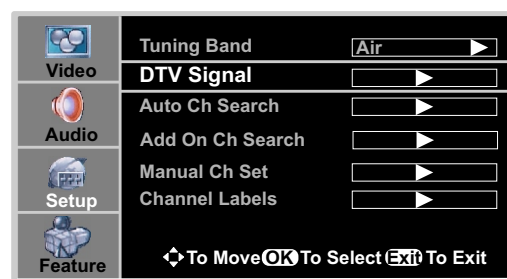 Video
Audio
Setup
Feature
Tuning Band Air
DTV Signal
Auto Ch Search
Add On Ch Search
Manual Ch Set
Channel Labels
To Move OK To Select Exit To Exit